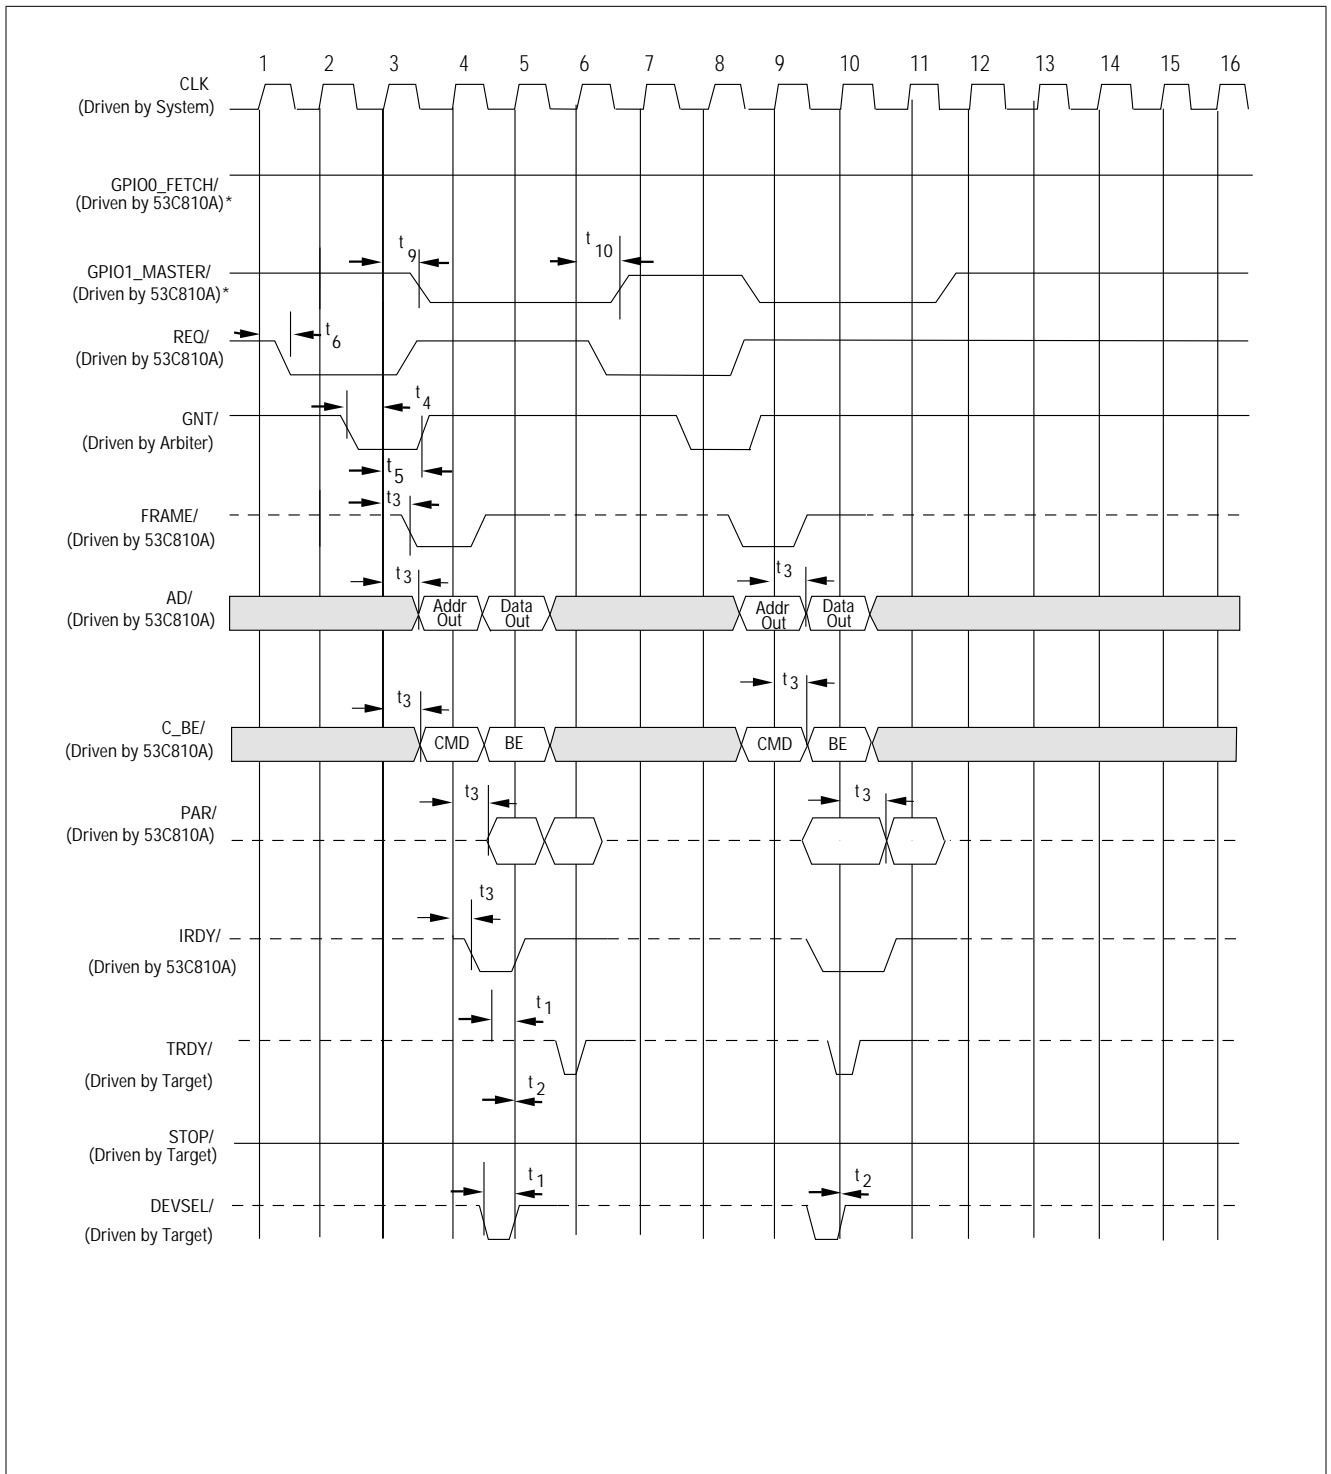 1 2 3 4 5 6 7 8 9 10 11 12 13 14 15 16
CLK
(Driven by System)
GPIO0_FETCH/
(Driven by 53C810A)*
t9 t10
GPIO1_MASTER/
(Driven by 53C810A)*
REQ/ t6
(Driven by 53C810A)
t4
GNT/
(Driven by Arbiter)
t5
t3
FRAME/
(Driven by 53C810A)
t3 t3
AD/
(Driven by 53C810A)
Addr Data Addr Data
Out Out Out Out
t3 t3
C_BE/
(Driven by 53C810A)
CMD BE CMD BE
t3 t3
PAR/
(Driven by 53C810A)
t3
IRDY/
(Driven by 53C810A)
t1
TRDY/
(Driven by Target)
t2
STOP/
(Driven by Target)
t1 t2
DEVSEL/
(Driven by Target)